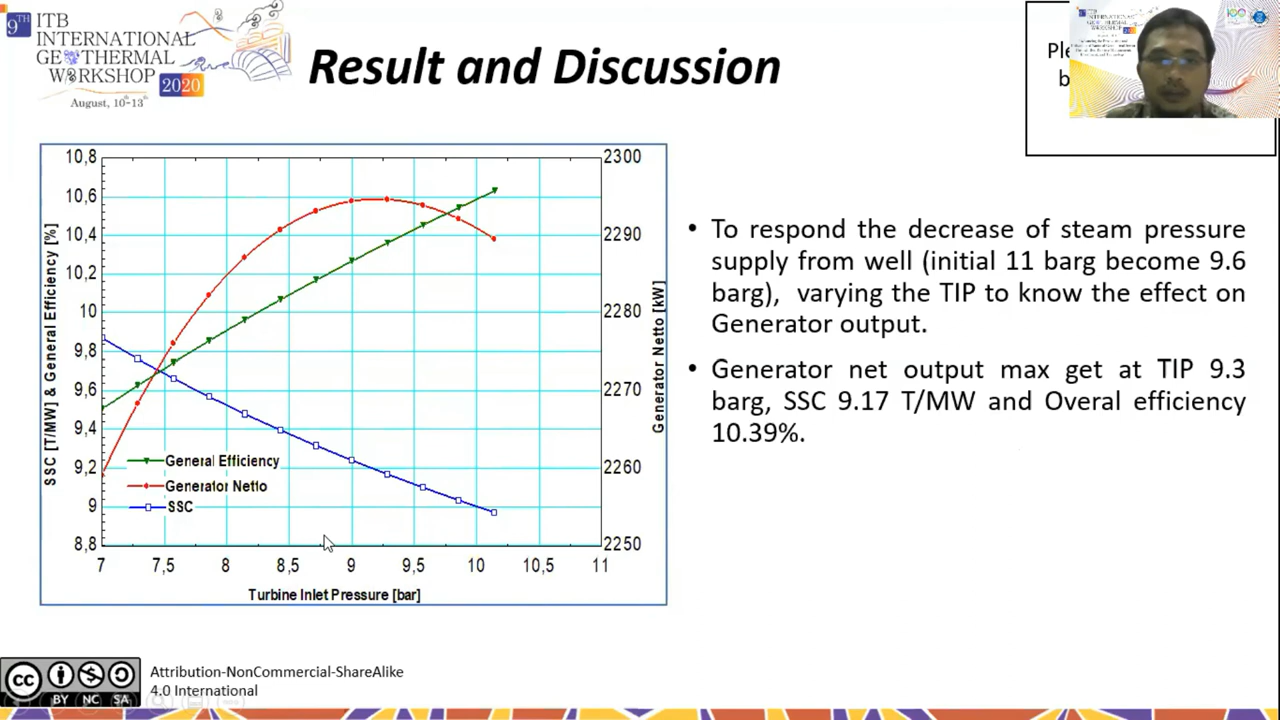 9TH
ITB
INTERNATIONAL
GEOTHERMAL
WORKSHOP
2020
August, 10th-13th
Result and Discussion
10,8
10,6
10,4
10,2
10
9,8
9,6
9,4
9,2
9
8,8
SSC [T/MW] & General Efficiency [%]
General Efficiency
Generator Netto
SSC
7
7,5
8
8,5
9
9,5
10
10,5
11
Turbine Inlet Pressure [bar]
2300
2290
2280
2270
2260
2250
Generator Netto [kW]
• To respond the decrease of steam pressure
supply from well (initial 11 barg become 9.6
barg), varying the TIP to know the effect on
Generator output.
• Generator net output max get at TIP 9.3
barg, SSC 9.17 T/MW and Overal efficiency
10.39%.
cc
BY NC SA
Attribution-NonCommercial-ShareAlike
4.0 International